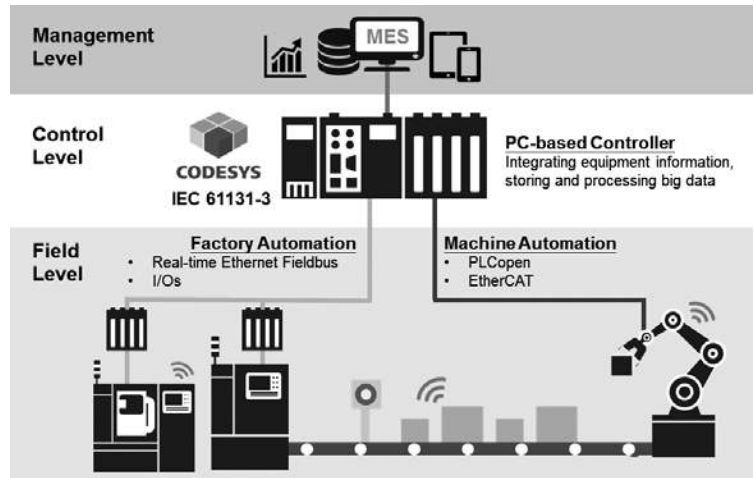 Management
Level
MES
Control
Level
CODESYS
IEC 61131-3
PC-based Controller
Integrating equipment information,
storing and processing big data
Field
Level
Factory Automation
• Real-time Ethernet Fieldbus
• I/Os
Machine Automation
• PLCopen
• EtherCAT